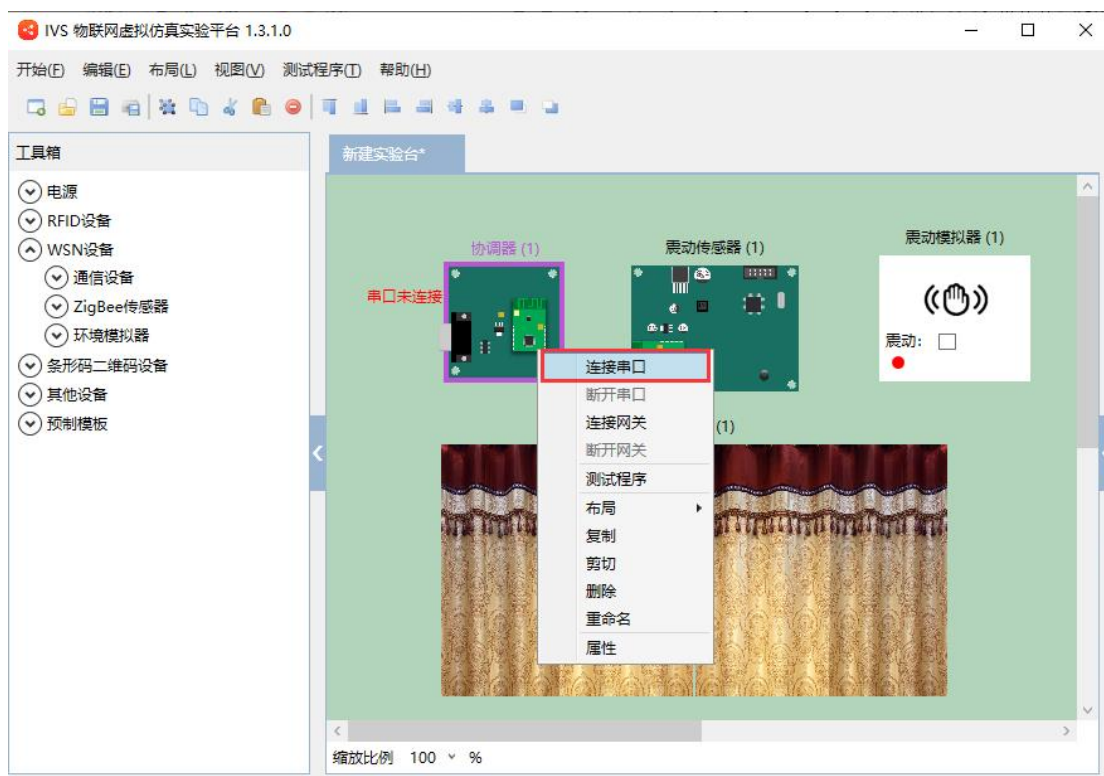 IVS 物联网虚拟仿真实验平台 1.3.1.0
开始(F) 编辑(E) 布局(L) 视图(V) 测试程序(T) 帮助(H)
工具箱
新建实验台*
电源
RFID设备
WSN设备
通信设备
ZigBee传感器
环境模拟器
条形码二维码设备
其他设备
预制模板
协调器 (1)
震动传感器 (1)
震动模拟器 (1)
串口未连接
震动:
连接串口
断开串口
连接网关
(1)
断开网关
测试程序
布局
复制
剪切
删除
重命名
属性
缩放比例 100 %